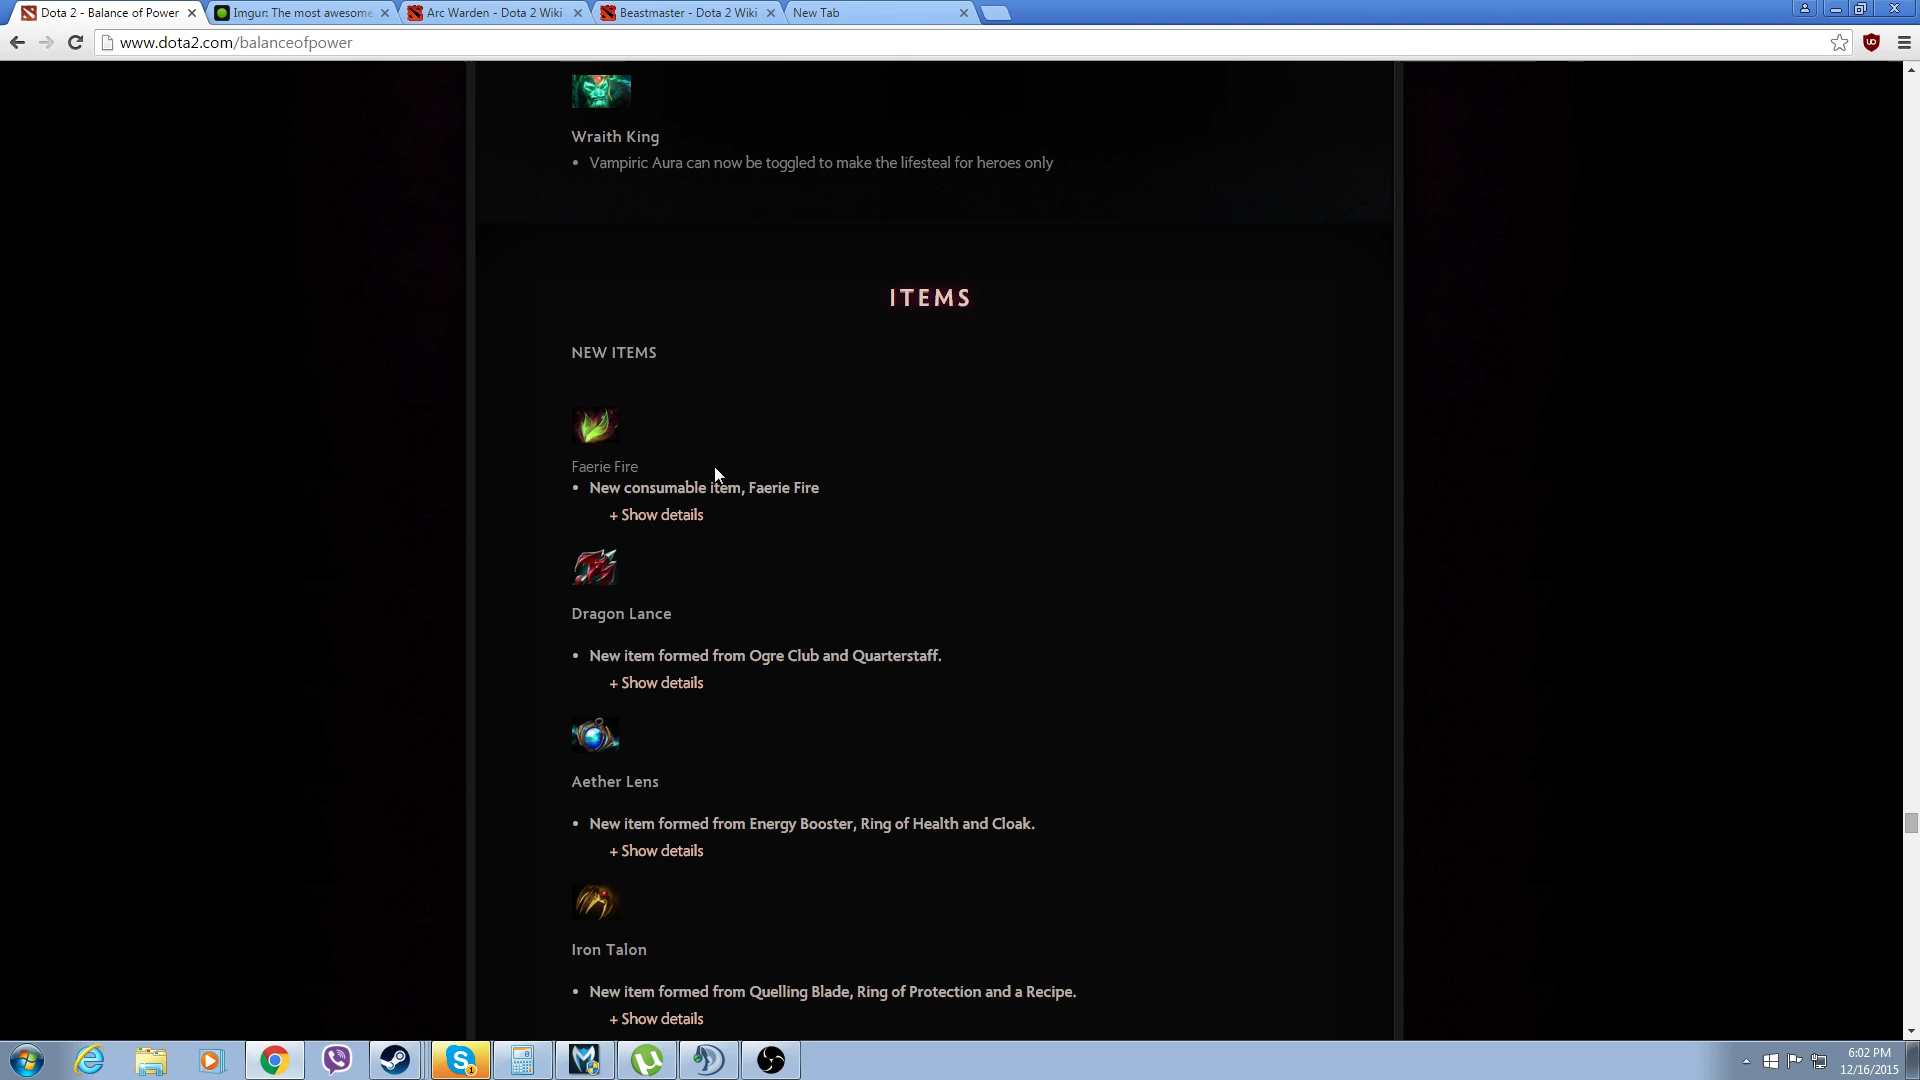 Dota 2 - Balance of Power
Imgur: The most awesome
Arc Warden - Dota 2 Wiki
Beastmaster - Dota 2 Wiki
New Tab
www.dota2.com/balanceofpower
Wraith King
• Vampiric Aura can now be toggled to make the lifesteal for heroes only
ITEMS
NEW ITEMS
Faerie Fire
• New consumable item, Faerie Fire
+ Show details
Dragon Lance
• New item formed from Ogre Club and Quarterstaff.
+ Show details
Aether Lens
• New item formed from Energy Booster, Ring of Health and Cloak.
+ Show details
Iron Talon
• New item formed from Quelling Blade, Ring of Protection and a Recipe.
+ Show details
6:02 PM
12/16/2015